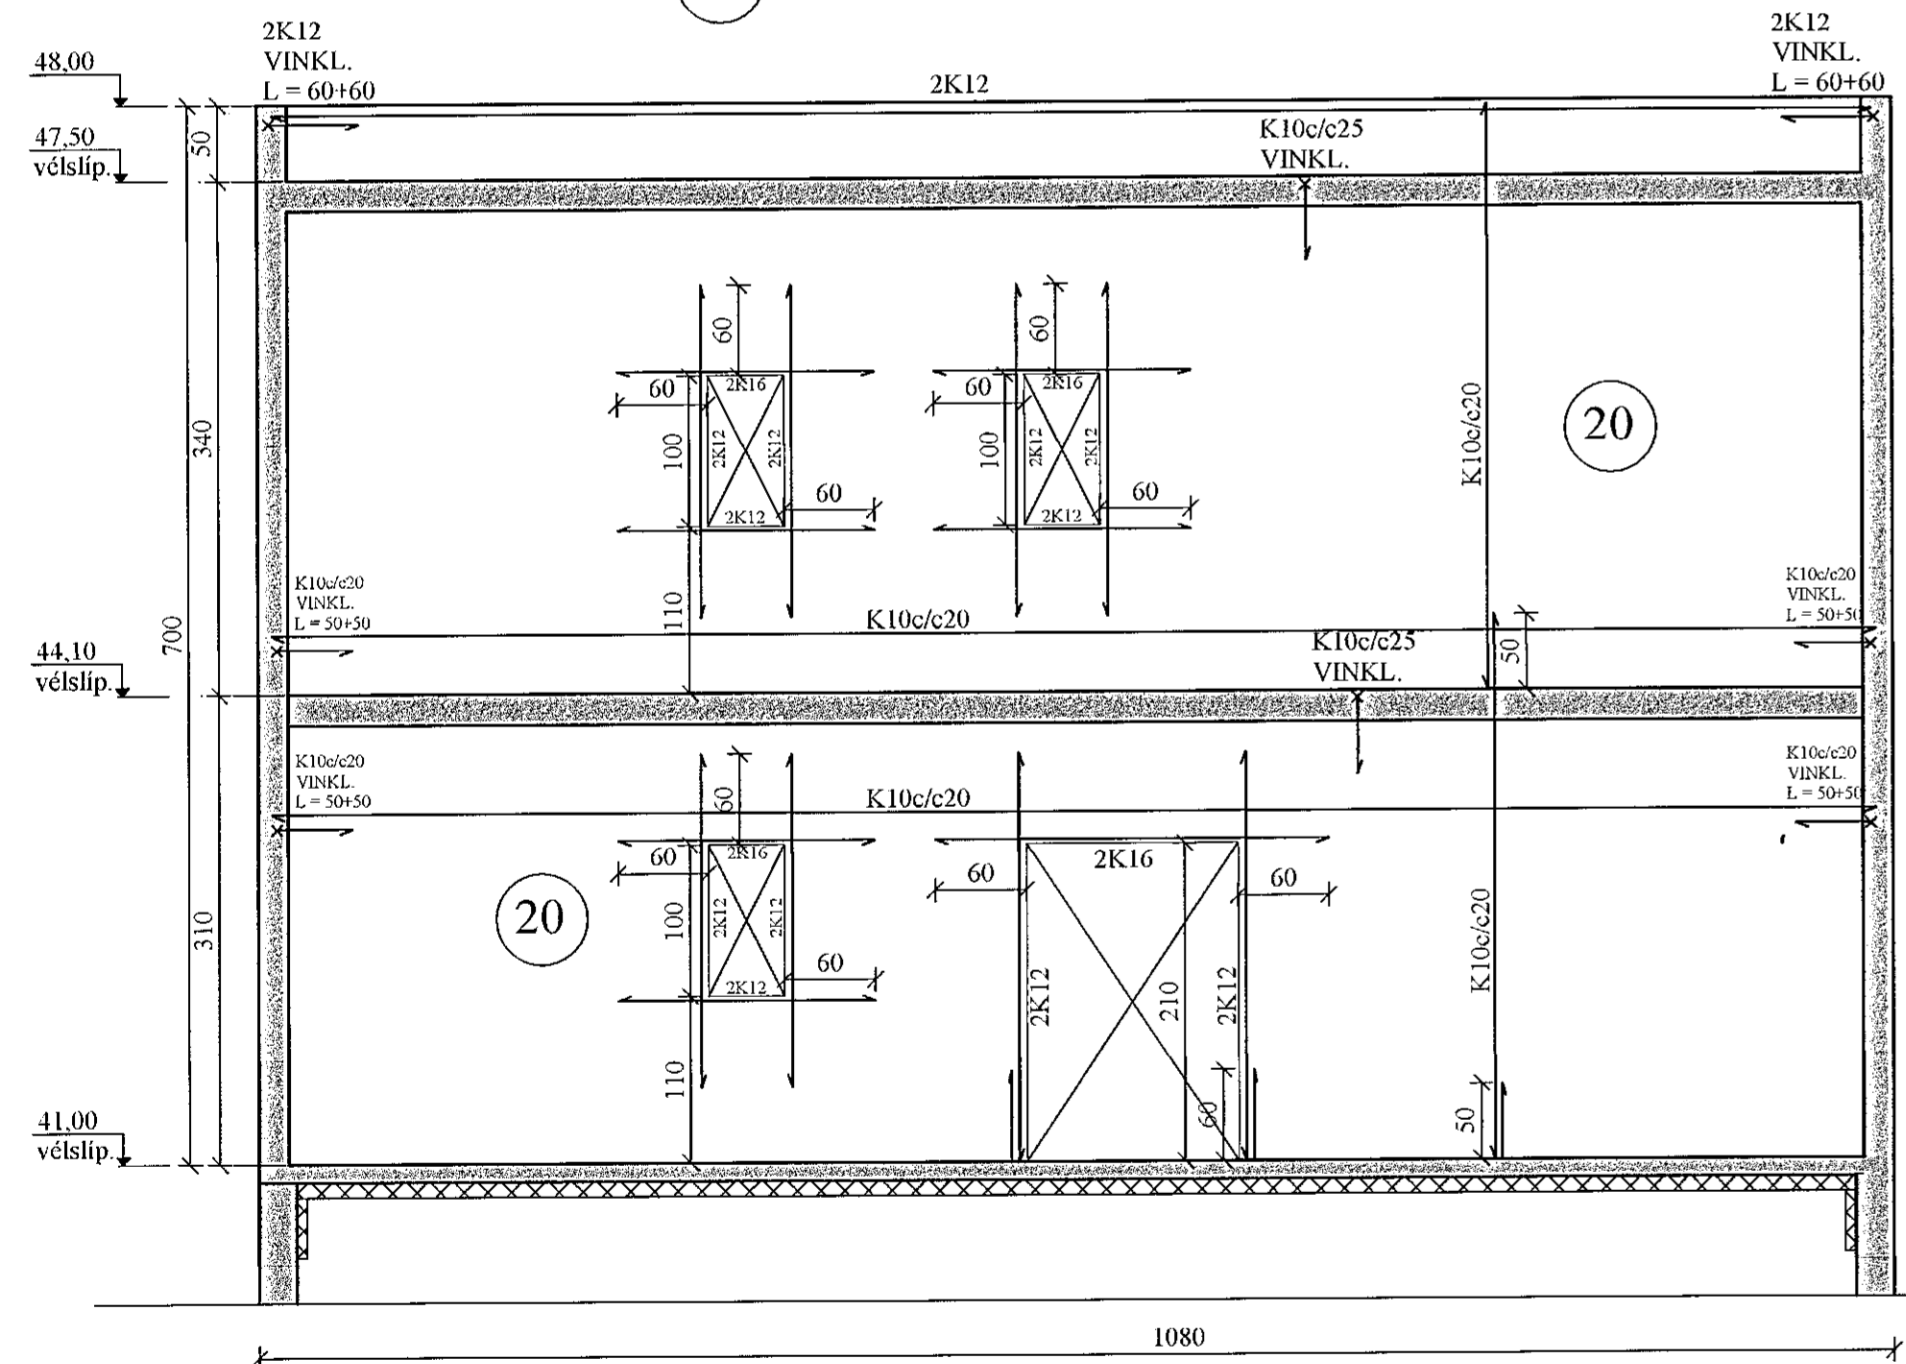 2K12
VINKL.
L = 60+60
2K12
VINKL.
L = 60+60
48,00
2K12
47,50
vélslíp.
50
K10c/c25
VINKL.
60
60
60
2K16
60
2K16
340
100
2K12
2K12
100
2K12
2K12
K10c/c20
20
60
60
2K12
2K12
K10c/c20
VINKL.
L = 50+50
K10c/c20
VINKL.
L = 50+50
110
K10c/c20
700
44,10
vélslíp.
K10c/c25
VINKL.
50
K10c/c20
VINKL.
L = 50+50
K10c/c20
VINKL.
L = 50+50
60
K10c/c20
60
2K16
2K16
60
60
310
20
100
2K12
2K12
60
2K12
2K12
210
2K12
K10c/c20
110
60
50
41,00
vélslíp.
1080